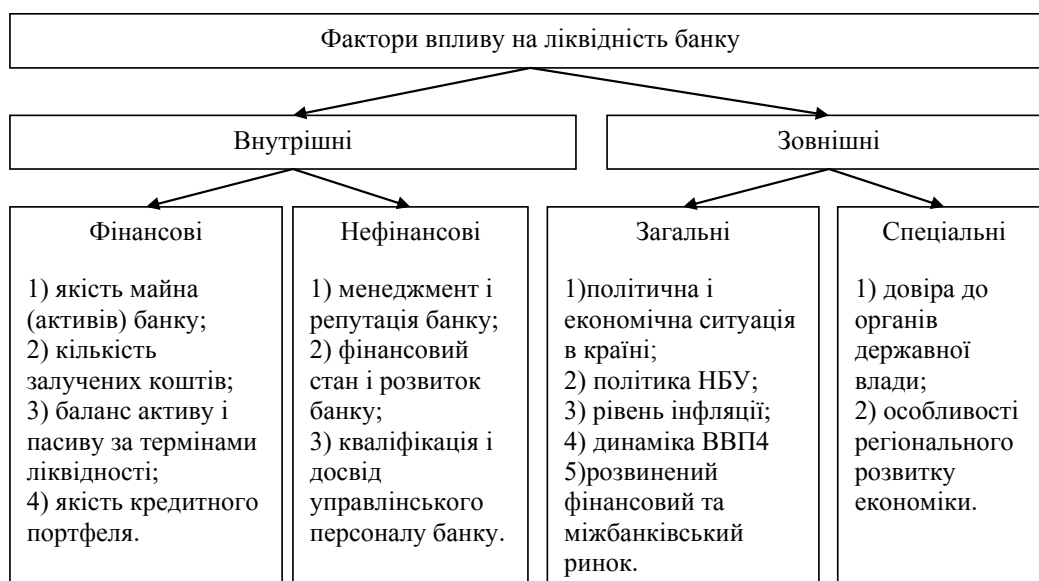 Фактори впливу на ліквідність банку
Внутрішні
Зовнішні
Фінансові
1) якість майна
(активів) банку;
2) кількість
залучених коштів;
3) баланс активу і
пасиву за термінами
ліквідності;
4) якість кредитного
портфеля.
Нефінансові
1) менеджмент і
репутація банку;
2) фінансовий
стан і розвиток
банку;
3) кваліфікація і
досвід
управлінського
персоналу банку.
Загальні
1)політична і
економічна ситуація
в країні;
2) політика НБУ;
3) рівень інфляції;
4) динаміка ВВП4
5)розвинений
фінансовий та
міжбанківський
ринок.
Спеціальні
1) довіра до
органів
державної
влади;
2) особливості
регіонального
розвитку
економіки.